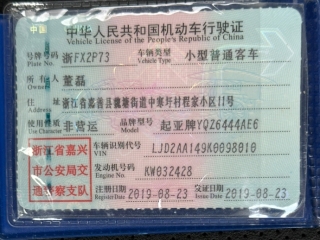 中华人民共和国机动车行驶证
Vehicle License of the People's Republic of China
号牌号码 浙FXZP73 车辆类型 小型普通客车
Plate No. Vehicle Type
所有人 董磊
Owner
住址 浙江省嘉善县魏塘街道中寒圩村程家小区11号
Address
使用性质 非营运 品牌型号 起亚牌YQZ6444AE6
Use Character Model
浙江省嘉兴
市公安局交
通警察支队
车辆识别代号 LJD2AA149K0098010
VIN
发动机号码 KW032428
Engine No.
注册日期 2019-08-23 发证日期 2019-08-23
Register Date Issue Date